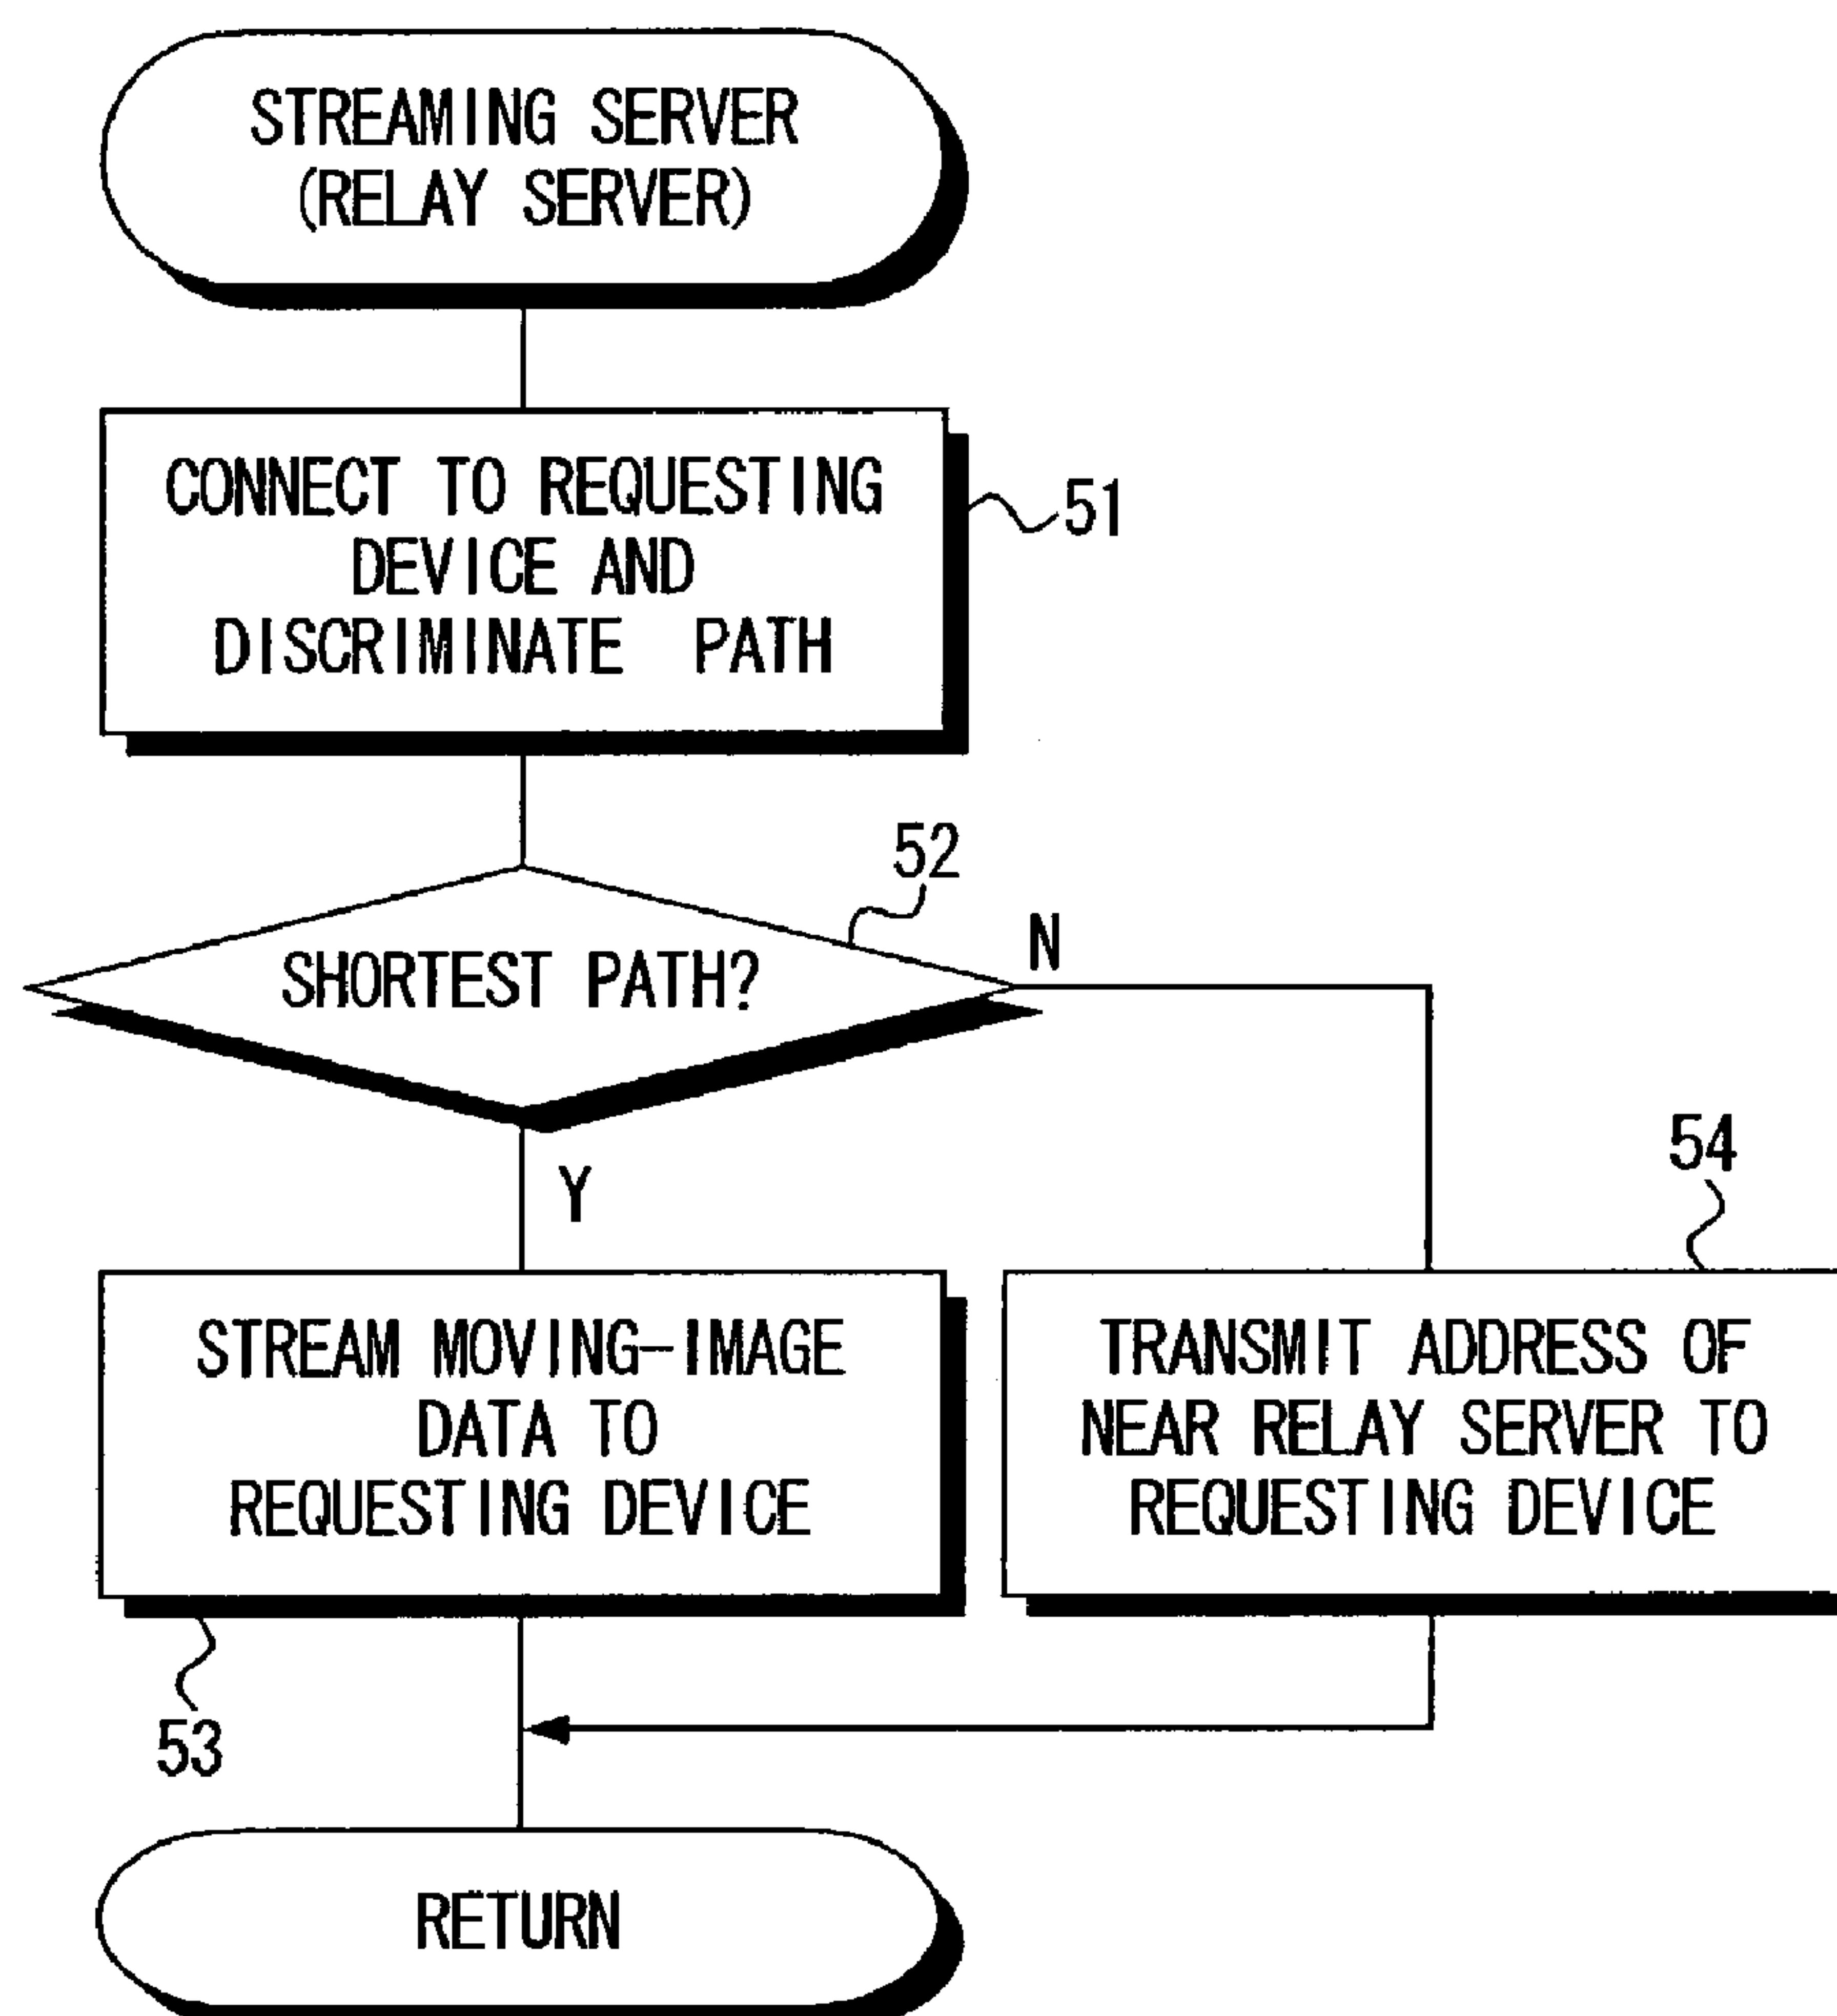 STREAMING SERVER
(RELAY SERVER)
CONNECT TO REQUESTING
DEVICE AND
DISCRIMINATE PATH
51
52
SHORTEST PATH?
N
Y
54
STREAM MOVING-IMAGE
DATA TO
REQUESTING DEVICE
TRANSMIT ADDRESS OF
NEAR RELAY SERVER TO
REQUESTING DEVICE
53
RETURN